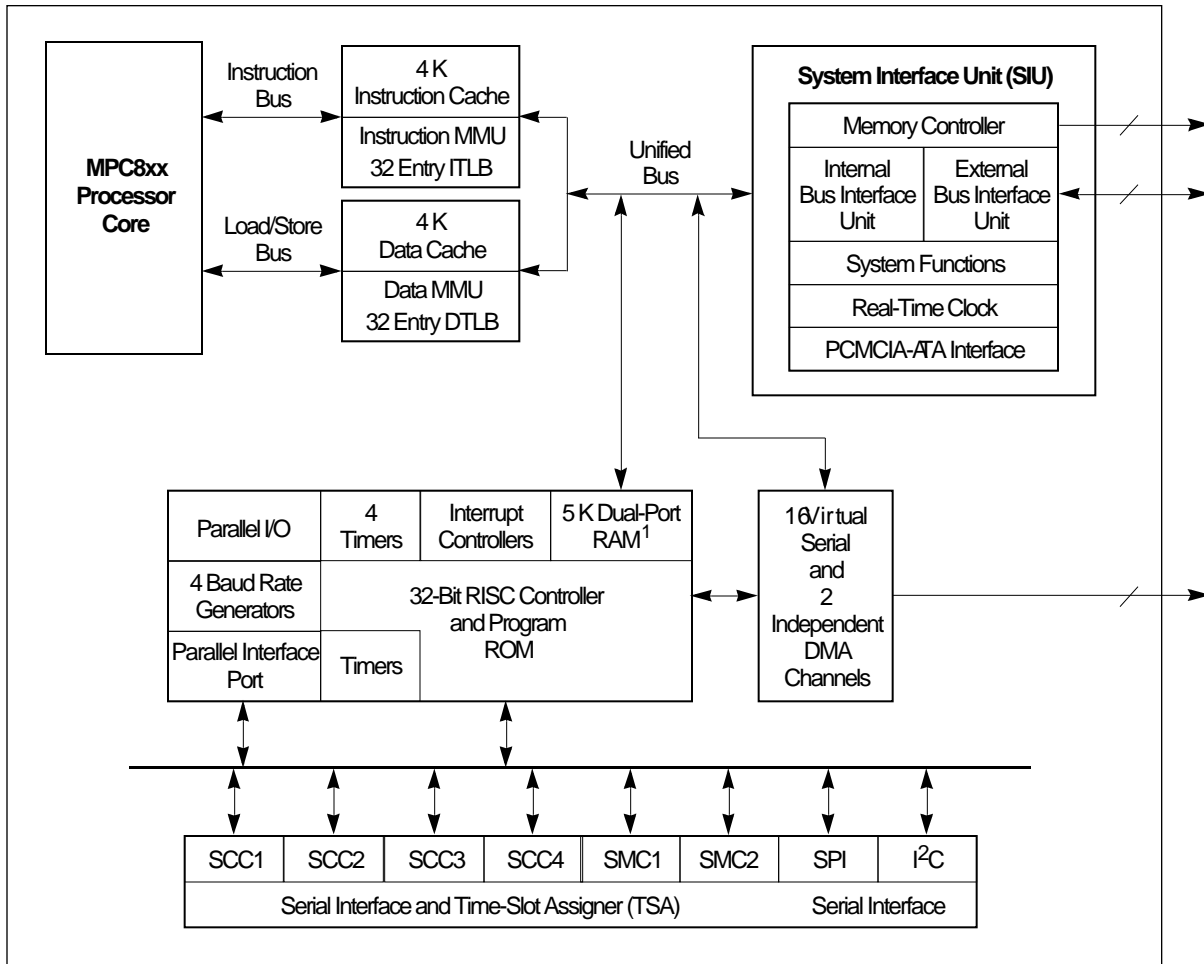 MPC8xx
Processor
Core
Instruction
Bus
Load/Store
Bus
4 K
Instruction Cache
Instruction MMU
32 Entry ITLB
4 K
Data Cache
Data MMU
32 Entry DTLB
Unified
Bus
System Interface Unit (SIU)
Memory Controller
Internal
Bus Interface
Unit
External
Bus Interface
Unit
System Functions
Real-Time Clock
PCMCIA-ATA Interface
Parallel I/O
4
Timers
Interrupt
Controllers
5 K Dual-Port
RAM1
4 Baud Rate
Generators
32-Bit RISC Controller
and Program
ROM
Parallel Interface
Port
Timers
16Virtual
Serial
and
2
Independent
DMA
Channels
SCC1
SCC2
SCC3
SCC4
SMC1
SMC2
SPI
I2C
Serial Interface and Time-Slot Assigner (TSA)
Serial Interface